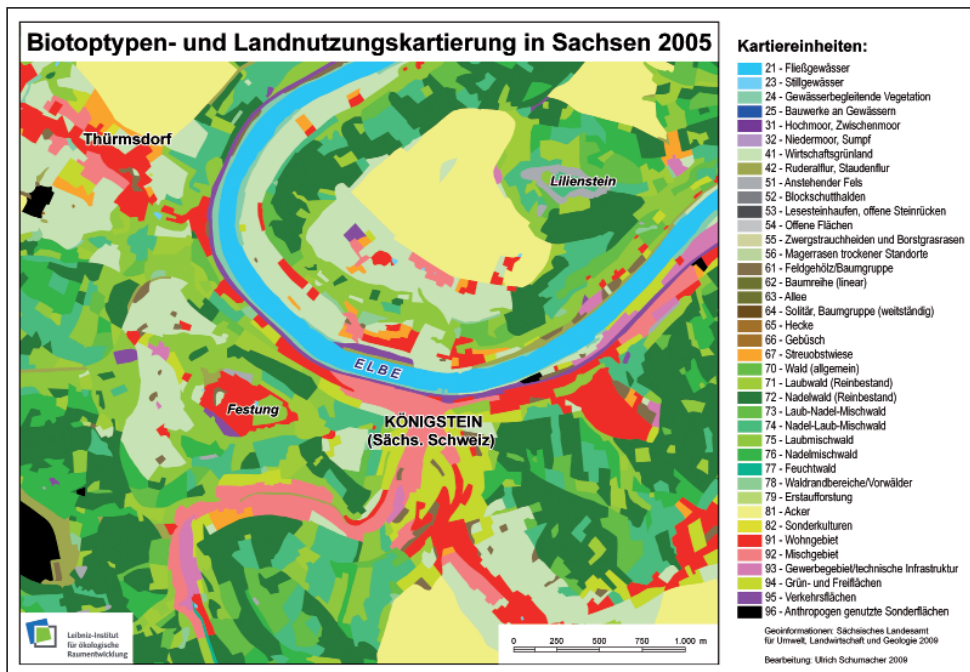 Biotoptypen- und Landnutzungskartierung in Sachsen 2005
Thürmsdorf
Lilienstein
ELBE
Festung
KÖNIGSTEIN
(Sächs. Schweiz)
Leibniz-Institut
für ökologische
Raumentwicklung
0 250 500 750 1.000 m
Kartiereinheiten:
21 - Fließgewässer
23 - Stillgewässer
24 - Gewässerbegleitende Vegetation
25 - Bauwerke an Gewässern
31 - Hochmoor, Zwischenmoor
32 - Niedermoor, Sumpf
41 - Wirtschaftsgrünland
42 - Ruderalflur, Staudenflur
51 - Anstehender Fels
52 - Blockschutthalden
53 - Lesesteinhaufen, offene Steinrücken
54 - Offene Flächen
55 - Zwergstrauchheiden und Borstgrasrasen
56 - Magerrasen trockener Standorte
61 - Feldgehölz/Baumgruppe
62 - Baumreihe (linear)
63 - Allee
64 - Solitär, Baumgruppe (weitständig)
65 - Hecke
66 - Gebüsch
67 - Streuobstwiese
70 - Wald (allgemein)
71 - Laubwald (Reinbestand)
72 - Nadelwald (Reinbestand)
73 - Laub-Nadel-Mischwald
74 - Nadel-Laub-Mischwald
75 - Laubmischwald
76 - Nadelmischwald
77 - Feuchtwald
78 - Waldrandbereiche/Vorwälder
79 - Erstaufforstung
81 - Acker
82 - Sonderkulturen
91 - Wohngebiet
92 - Mischgebiet
93 - Gewerbegebiet/technische Infrastruktur
94 - Grün- und Freiflächen
95 - Verkehrsflächen
96 - Anthropogen genutzte Sonderflächen
Geoinformationen: Sächsisches Landesamt
für Umwelt, Landwirtschaft und Geologie 2009
Bearbeitung: Ulrich Schumacher 2009